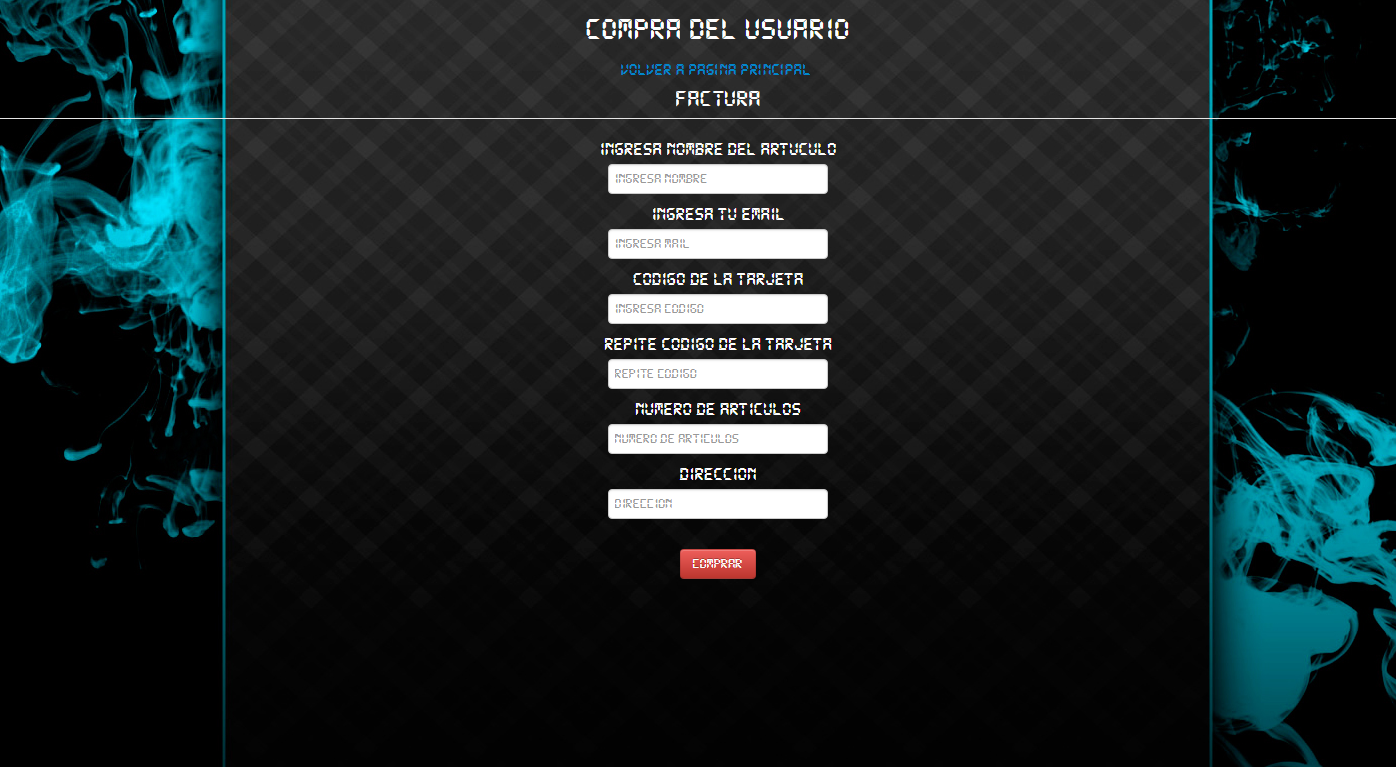 COMPRA DEL USUARIO
VOLVER A PAGINA PRINCIPAL
FACTURA
INGRESA NOMBRE DEL ARTUCULO
INGRESA NOMBRE
INGRESA TU EMAIL
INGRESA MAIL
CODIGO DE LA TARJETA
INGRESA CODIGO
REPITE CODIGO DE LA TARJETA
REPITE CODIGO
NUMERO DE ARTICULOS
NUMERO DE ARTICULOS
DIRECCION
DIRECCION
COMPRAR